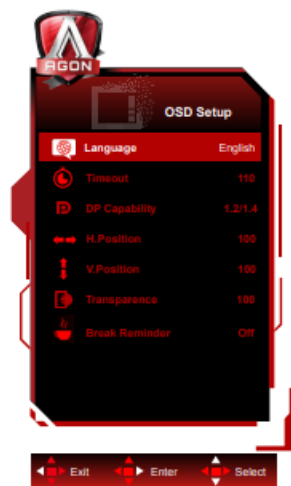 AGON
OSD Setup
Language English
Timeout 110
DP Capability 1.2/1.4
H.Position 100
V.Position 100
Transparence 100
Break Reminder Off
Exit Enter Select